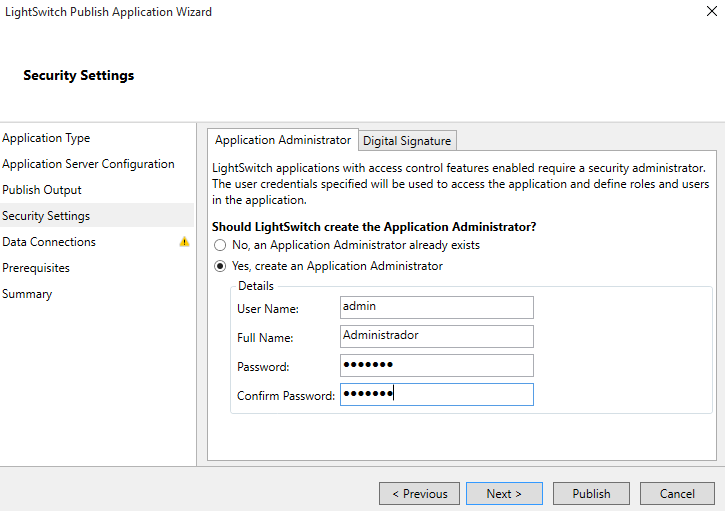 LightSwitch Publish Application Wizard
Security Settings
Application Type
Application Server Configuration
Publish Output
Security Settings
Data Connections
Prerequisites
Summary
Application Administrator
Digital Signature
LightSwitch applications with access control features enabled require a security administrator.
The user credentials specified will be used to access the application and define roles and users
in the application.
Should LightSwitch create the Application Administrator?
No, an Application Administrator already exists
Yes, create an Application Administrator
Details
User Name: admin
Full Name: Administrador
Password: ●●●●●●●
Confirm Password: ●●●●●●●
< Previous Next > Publish Cancel